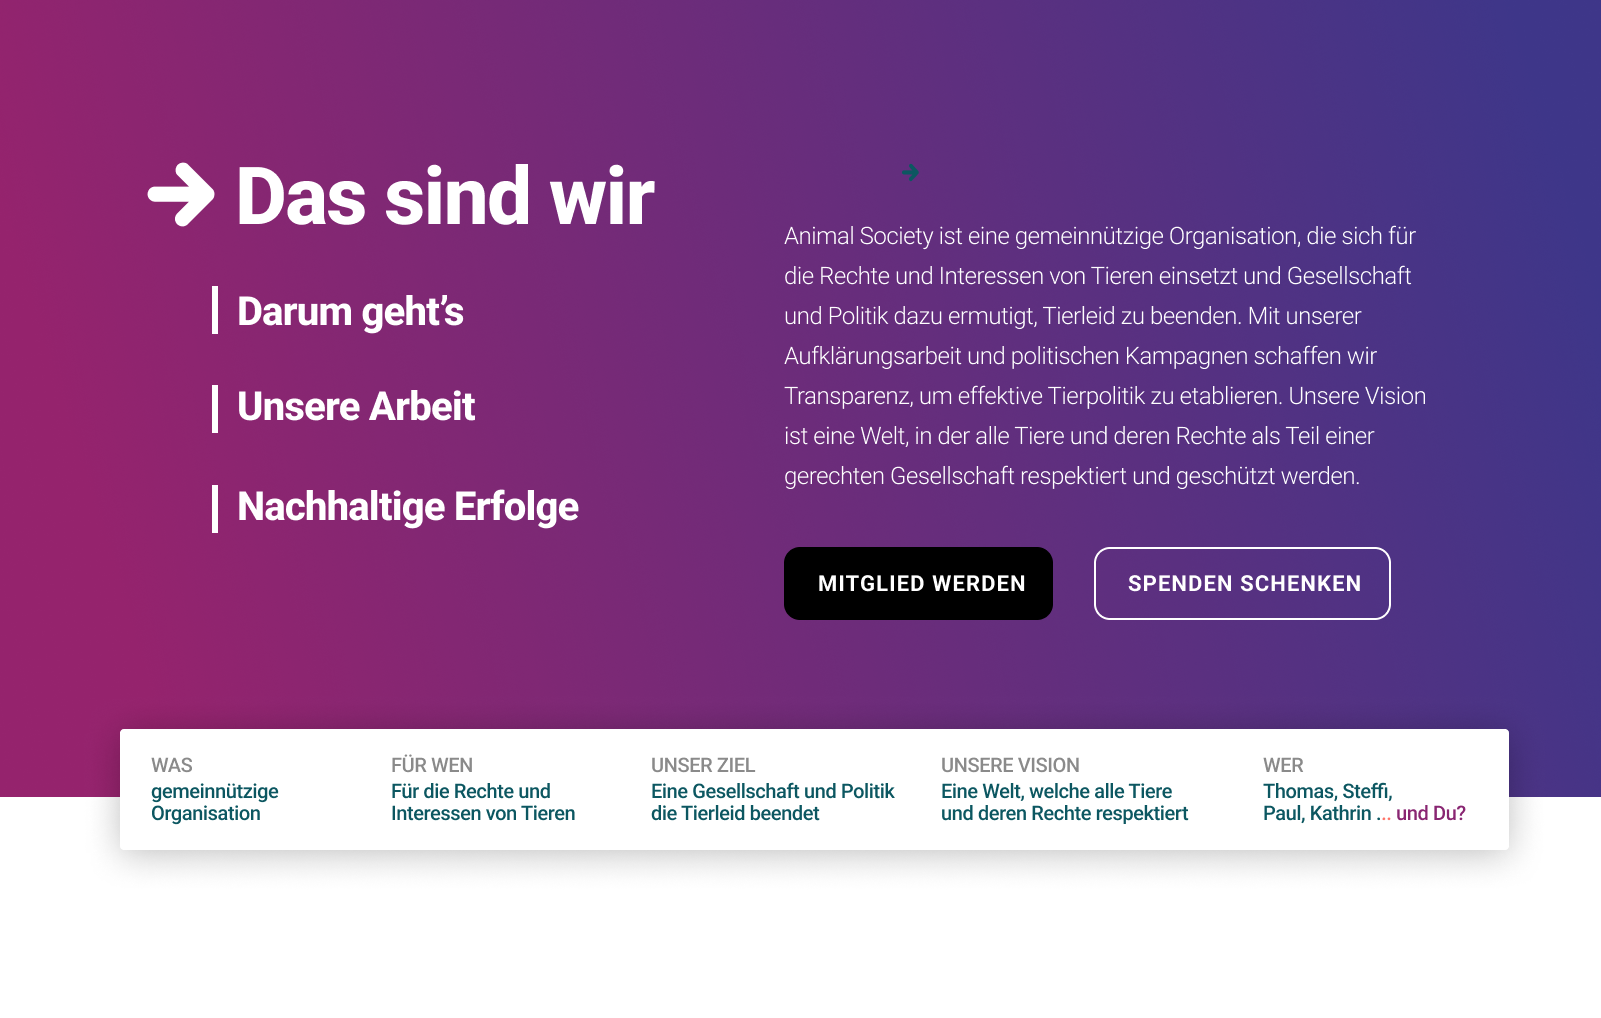 Das sind wir
Darum geht’s
Unsere Arbeit
Nachhaltige Erfolge
Animal Society ist eine gemeinnützige Organisation, die sich für
die Rechte und Interessen von Tieren einsetzt und Gesellschaft
und Politik dazu ermutigt, Tierleid zu beenden. Mit unserer
Aufklärungsarbeit und politischen Kampagnen schaffen wir
Transparenz, um effektive Tierpolitik zu etablieren. Unsere Vision
ist eine Welt, in der alle Tiere und deren Rechte als Teil einer
gerechten Gesellschaft respektiert und geschützt werden.
MITGLIED WERDEN
SPENDEN SCHENKEN
WAS
gemeinnützige
Organisation
FÜR WEN
Für die Rechte und
Interessen von Tieren
UNSER ZIEL
Eine Gesellschaft und Politik
die Tierleid beendet
UNSERE VISION
Eine Welt, welche alle Tiere
und deren Rechte respektiert
WER
Thomas, Steffi,
Paul, Kathrin ... und Du?